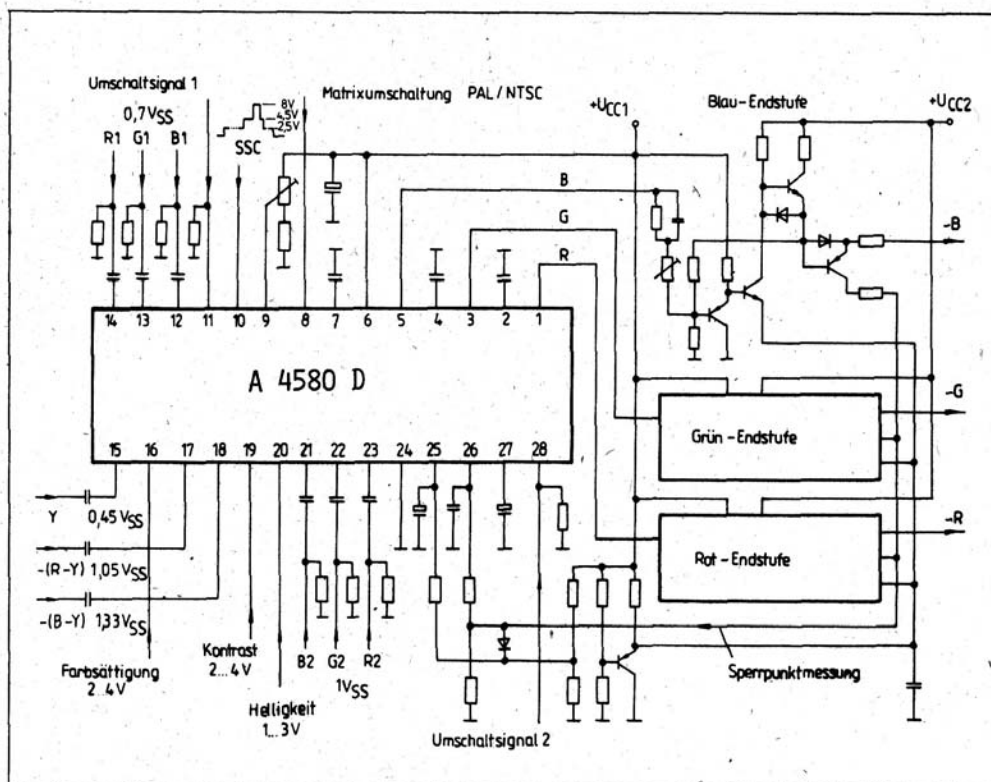 Umschaltsignal 1
Matrixumschaltung PAL / NTSC
0,7 VSS
R1 G1 B1
8V
4,5V
2,5V
SSC
+UCC1
Blau-Endstufe
+UCC2
B
G
R
-B
14 13 12 11 10 9 8 7 6 5 4 3 2 1
A 4580 D
15 16 17 18 19 20 21 22 23 24 25 26 27 28
Grün-Endstufe
-G
Rot-Endstufe
-R
Y 0,45 VSS
-(R-Y) 1,05 VSS
-(B-Y) 1,33 VSS
Farbsättigung
2...4V
Kontrast
2...4V
Helligkeit
1...3V
B2 G2 R2
1VSS
Umschaltsignal 2
Sperrpunktmessung